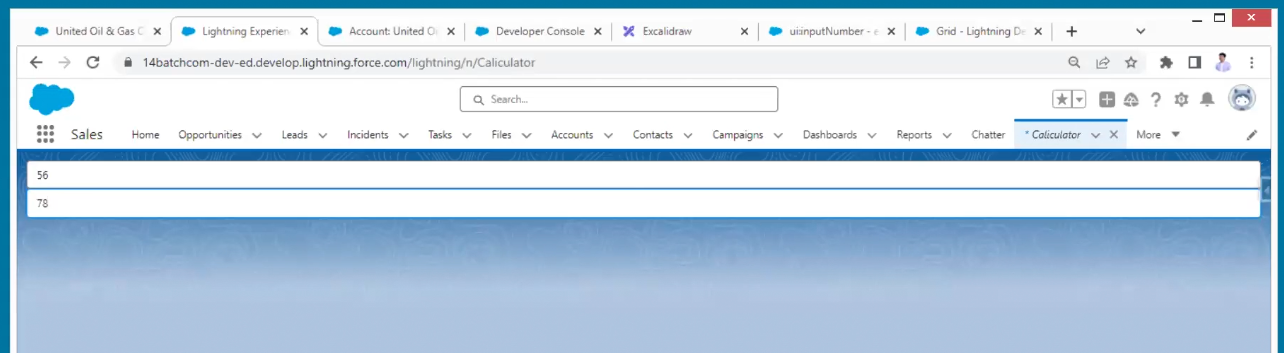 United Oil & Gas C
Lightning Experien
Account: United O
Developer Console
Excalidraw
ui:inputNumber - e
Grid - Lightning De
14batchcom-dev-ed.develop.lightning.force.com/lightning/n/Caliculator
Search...
Sales
Home
Opportunities
Leads
Incidents
Tasks
Files
Accounts
Contacts
Campaigns
Dashboards
Reports
Chatter
* Caliculator
More
56
78